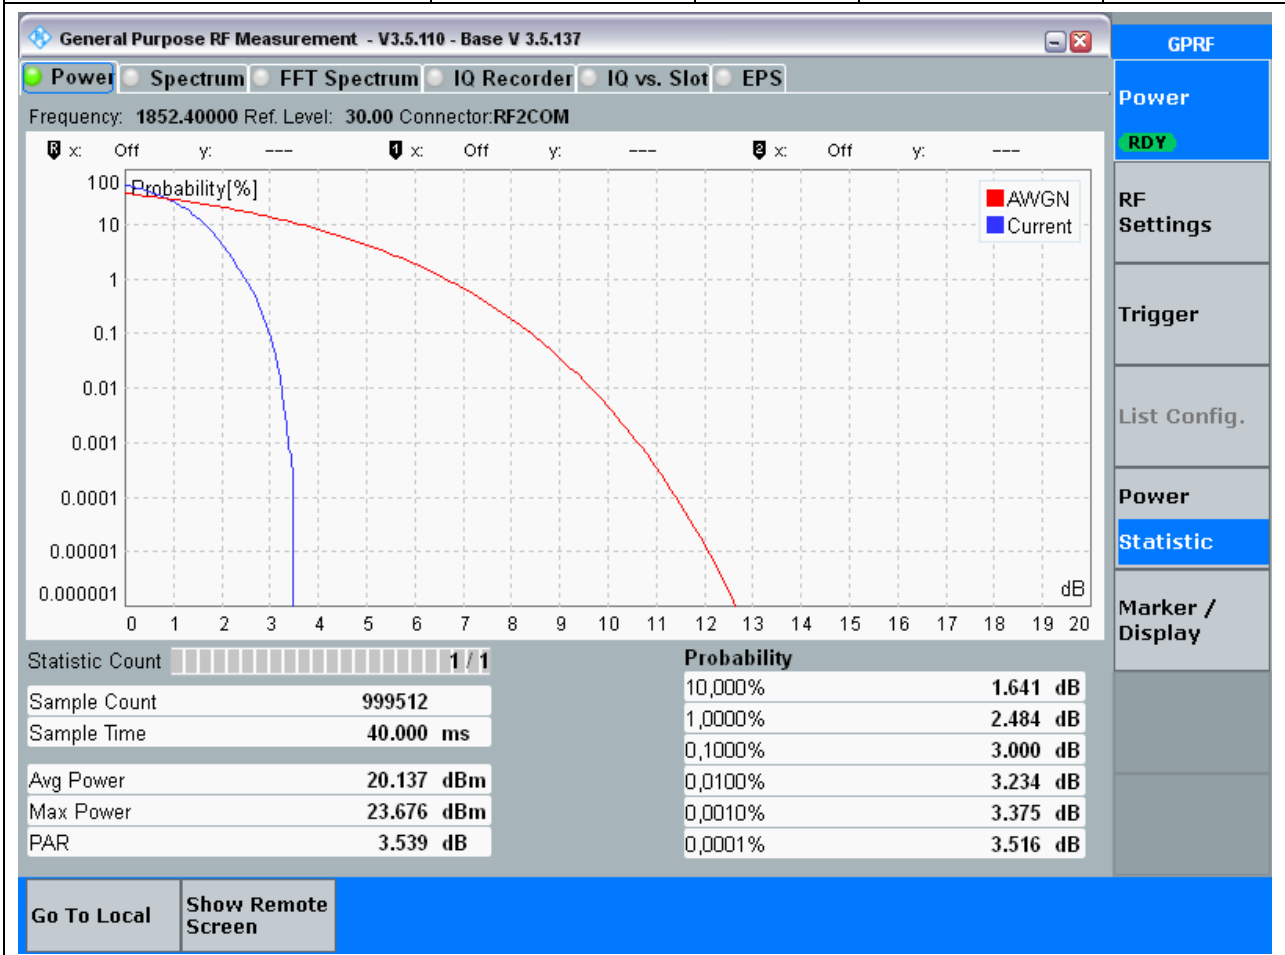 General Purpose RF Measurement - V3.5.110 - Base V 3.5.137
GPRF
Power Spectrum FFT Spectrum IQ Recorder IQ vs. Slot EPS
Frequency: 1852.40000 Ref. Level: 30.00 Connector:RF2COM
R x: Off y: --- 1 x: Off y: --- 2 x: Off y: ---
Probability[%]
AWGN
Current
100
10
1
0.1
0.01
0.001
0.0001
0.00001
0.000001
dB
0 1 2 3 4 5 6 7 8 9 10 11 12 13 14 15 16 17 18 19 20
Statistic Count 1 / 1
Sample Count 999512
Sample Time 40.000 ms
Avg Power 20.137 dBm
Max Power 23.676 dBm
PAR 3.539 dB
Probability
10,000% 1.641 dB
1,0000% 2.484 dB
0,1000% 3.000 dB
0,0100% 3.234 dB
0,0010% 3.375 dB
0,0001% 3.516 dB
Power
RDY
RF
Settings
Trigger
List Config.
Power
Statistic
Marker /
Display
Go To Local
Show Remote
Screen